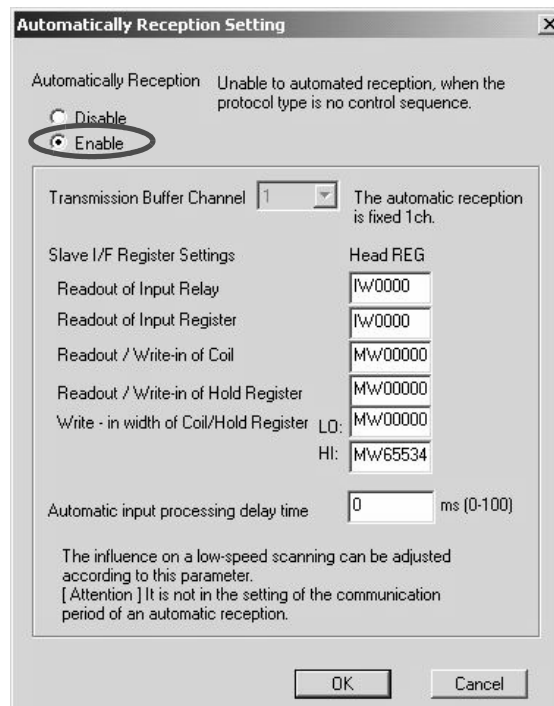 Automatically Reception Setting
Automatically Reception
Unable to automated reception, when the
protocol type is no control sequence.
Disable
Enable
Transmission Buffer Channel 1
The automatic reception
is fixed 1ch.
Slave I/F Register Settings Head REG
Readout of Input Relay IW0000
Readout of Input Register IW0000
Readout / Write-in of Coil MW00000
Readout / Write-in of Hold Register MW00000
Write - in width of Coil/Hold Register LO: MW00000
HI: MW65534
Automatic input processing delay time 0 ms (0-100)
The influence on a low-speed scanning can be adjusted
according to this parameter.
[ Attention ] It is not in the setting of the communication
period of an automatic reception.
OK Cancel